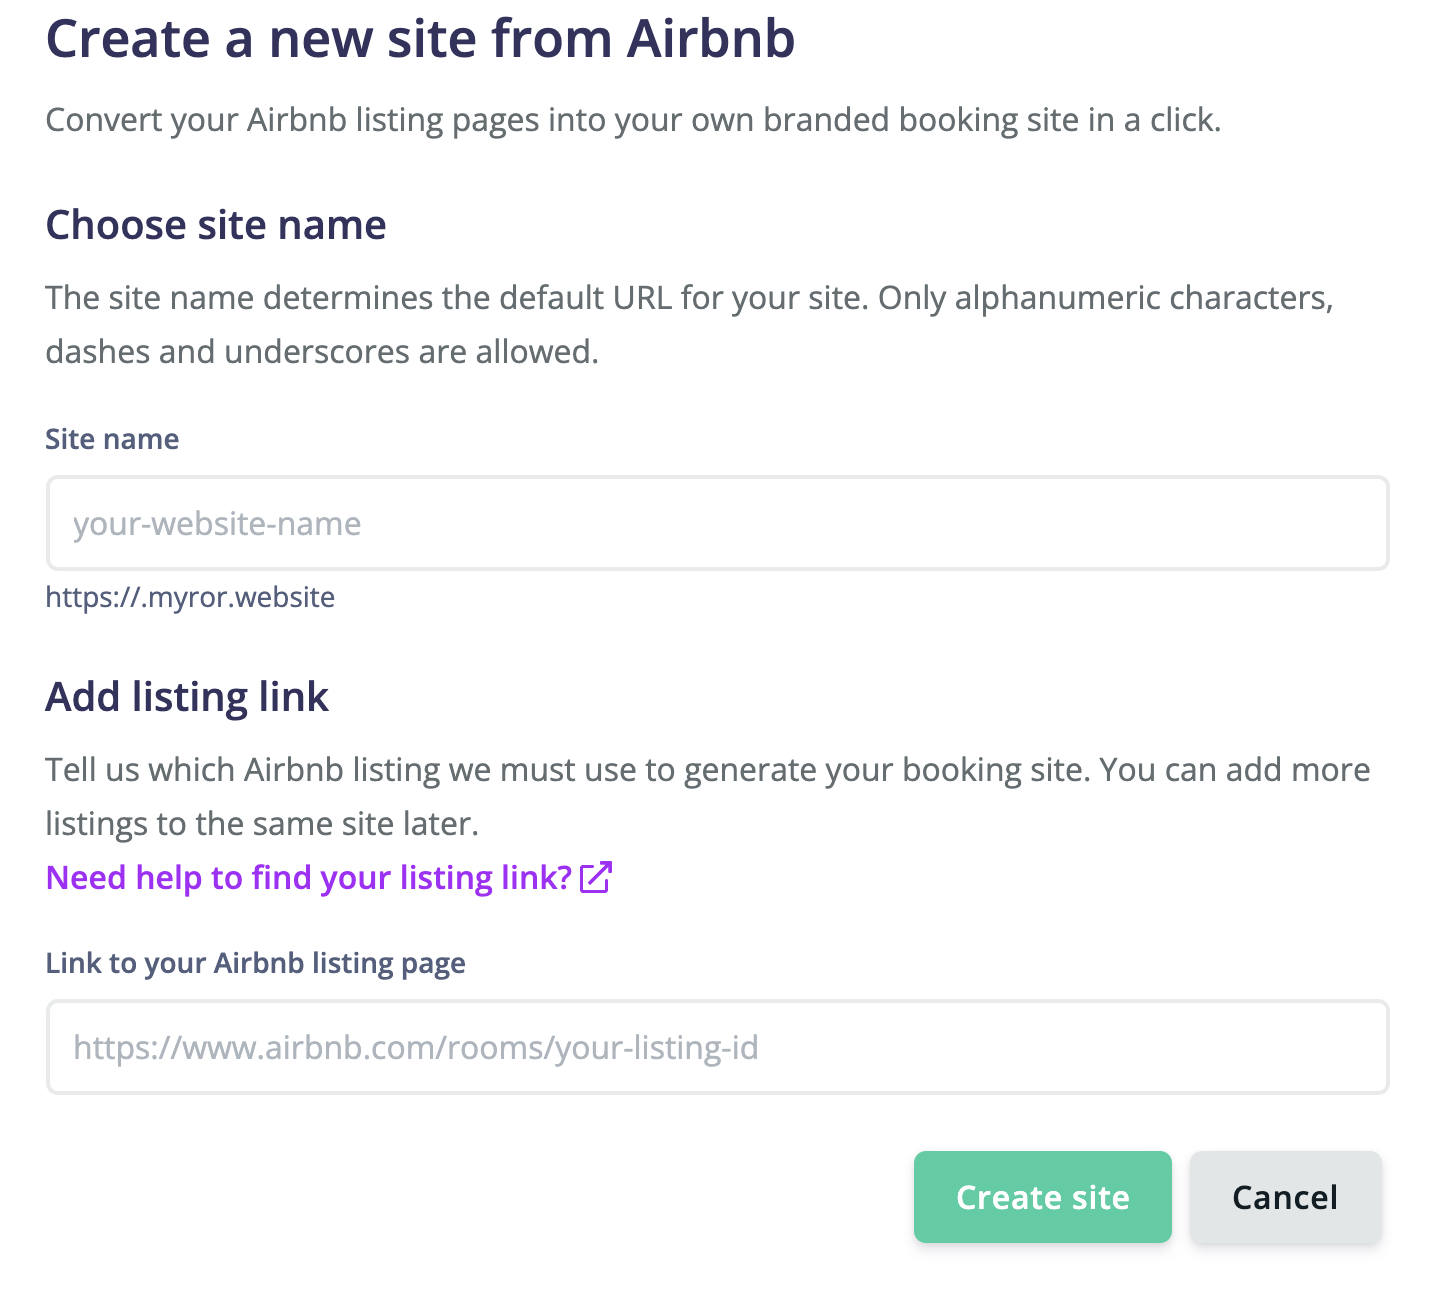 Create a new site from Airbnb
Convert your Airbnb listing pages into your own branded booking site in a click.
Choose site name
The site name determines the default URL for your site. Only alphanumeric characters,
dashes and underscores are allowed.
Site name
your-website-name
https://.myror.website
Add listing link
Tell us which Airbnb listing we must use to generate your booking site. You can add more
listings to the same site later.
Need help to find your listing link?
Link to your Airbnb listing page
https://www.airbnb.com/rooms/your-listing-id
Create site
Cancel